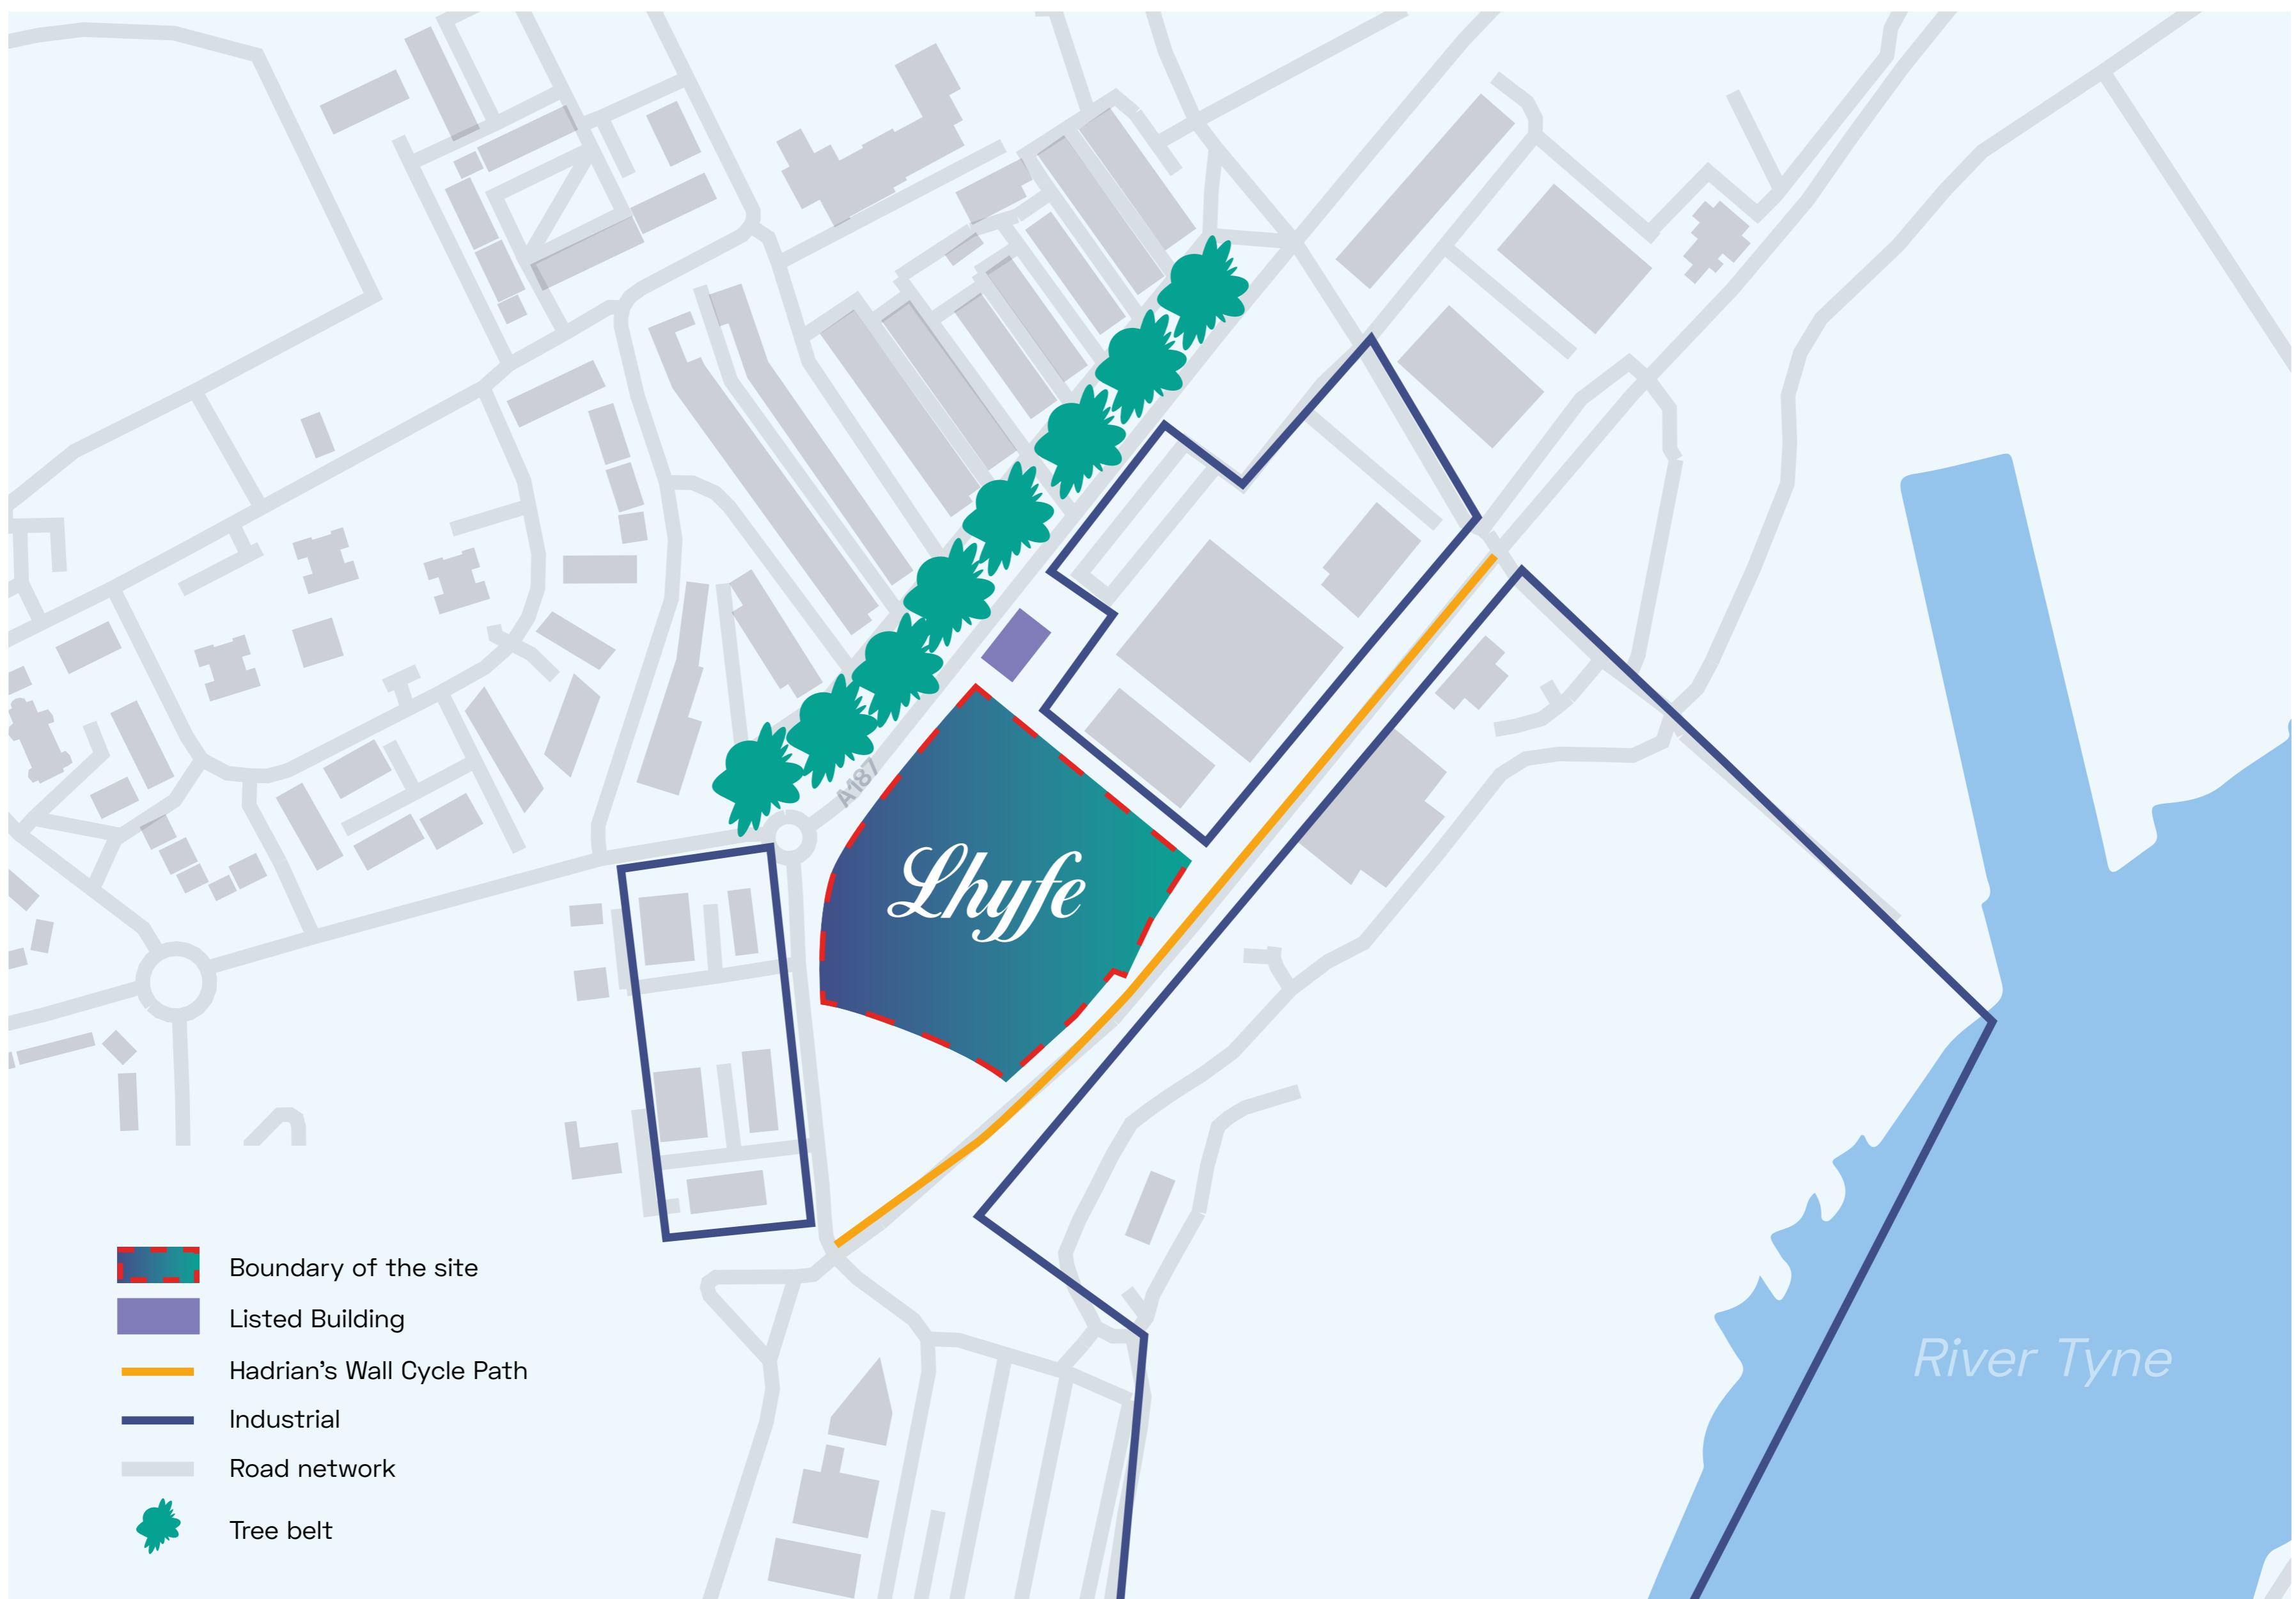 A187
Lhyfe
Boundary of the site
Listed Building
Hadrian's Wall Cycle Path
Industrial
Road network
Tree belt
River Tyne